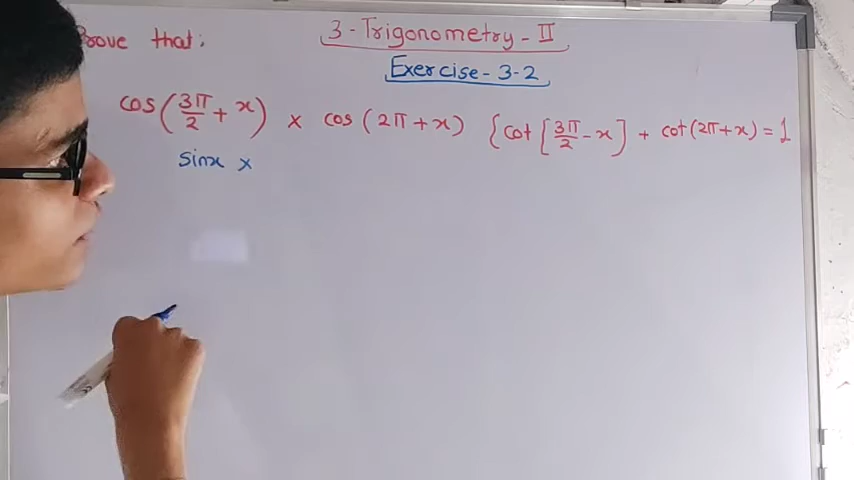 3 - Trigonometry - II
Prove that:
Exercise - 3-2
cos(3π/2 + x) × cos (2π + x) {cot [3π/2 - x] + cot(2π+x) = 1
sinx ×